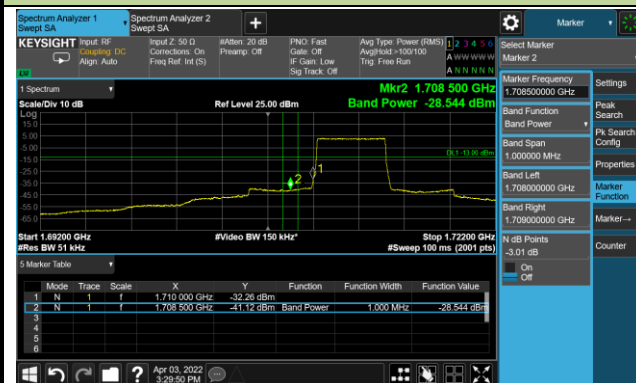 Spectrum Analyzer 1
Swept SA
Spectrum Analyzer 2
Swept SA
+
Marker
KEYSIGHT
Input: RF
Coupling: DC
Align: Auto
Input Z: 50 Ω
Corrections: On
Freq Ref: Int (S)
#Atten: 20 dB
Preamp: Off
PNO: Fast
Gate: Off
IF Gain: Low
Sig Track: Off
Avg Type: Power (RMS)
Avg|Hold:>100/100
Trig: Free Run
1 2 3 4 5 6
A W W W W W
A N N N N N
Select Marker
Marker 2
1 Spectrum
Scale/Div 10 dB
Ref Level 25.00 dBm
Mkr2 1.708 500 GHz
Band Power -28.544 dBm
Log
15.0
5.00
-5.00
-15.0
-25.0
-35.0
-45.0
-55.0
-65.0
DL1 -13.00 dBm
1
2
Start 1.69200 GHz
#Res BW 51 kHz
#Video BW 150 kHz*
Stop 1.72200 GHz
#Sweep 100 ms (2001 pts)
5 Marker Table
Mode Trace Scale X Y Function Function Width Function Value
1 N 1 f 1.710 000 GHz -32.26 dBm
2 N 1 f 1.708 500 GHz -41.12 dBm Band Power 1.000 MHz -28.544 dBm
3
4
5
6
Marker Frequency
1.708500000 GHz
Band Function
Band Power
Band Span
1.000000 MHz
Band Left
1.708000000 GHz
Band Right
1.709000000 GHz
N dB Points
-3.01 dB
On
Off
Settings
Peak
Search
Pk Search
Config
Properties
Marker
Function
Marker→
Counter
?
Apr 03, 2022
3:29:50 PM